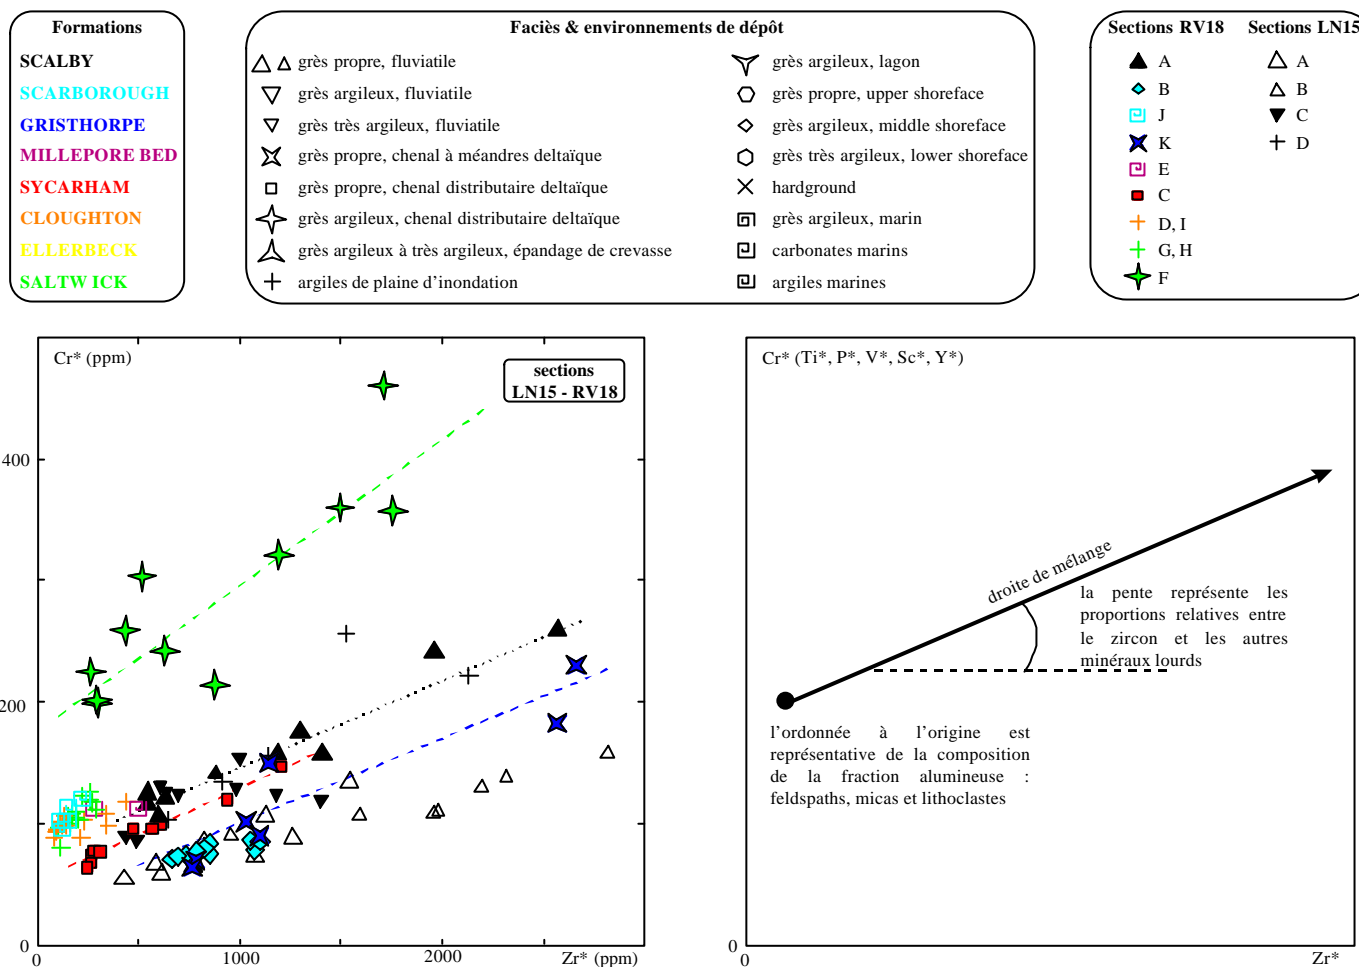 Formations
SCALBY
SCARBOROUGH
GRISTHORPE
MILLEPORE BED
SYCARHAM
CLOUGHTON
ELLERBECK
SALTW ICK
Faciès & environnements de dépôt
grès propre, fluviatile
grès argileux, fluviatile
grès très argileux, fluviatile
grès propre, chenal à méandres deltaïque
grès propre, chenal distributaire deltaïque
grès argileux, chenal distributaire deltaïque
grès argileux à très argileux, épandage de crevasse
argiles de plaine d'inondation
grès argileux, lagon
grès propre, upper shoreface
grès argileux, middle shoreface
grès très argileux, lower shoreface
hardground
grès argileux, marin
carbonates marins
argiles marines
Sections RV18
A
B
J
K
E
C
D, I
G, H
F
Sections LN15
A
B
C
D
Cr* (ppm)
sections
LN15 - RV18
400
200
0
0
1000
2000
Zr* (ppm)
Cr* (Ti*, P*, V*, Sc*, Y*)
droite de mélange
la pente représente les
proportions relatives entre
le zircon et les autres
minéraux lourds
l'ordonnée à l'origine est
représentative de la composition
de la fraction alumineuse :
feldspaths, micas et lithoclastes
0
0
Zr*